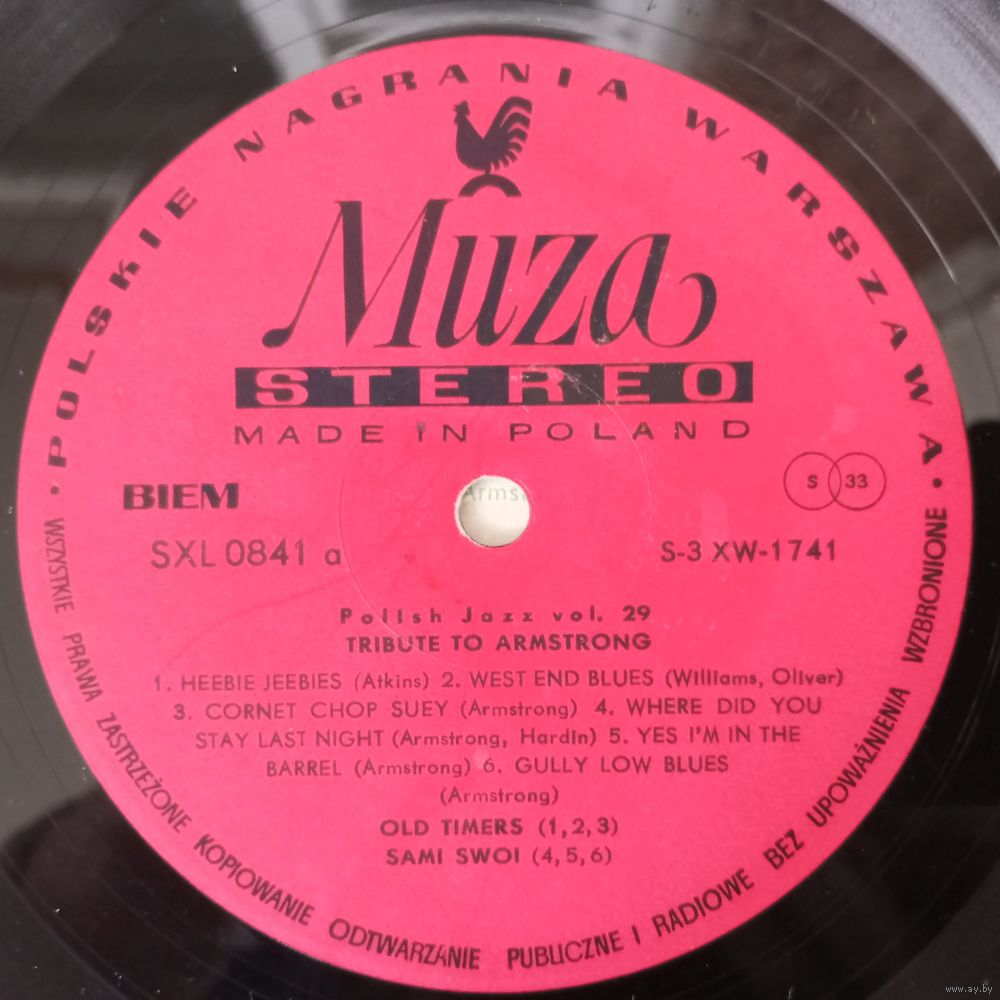 • POLSKIE NAGRANIA WARSZAWA •
Muza
STEREO
MADE IN POLAND
BIEM
S 33
Armst
SXL 0841 a
S-3 XW-1741
Polish Jazz vol. 29
TRIBUTE TO ARMSTRONG
1. HEEBIE JEEBIES (Atkins) 2. WEST END BLUES (Williams, Oliver)
3. CORNET CHOP SUEY (Armstrong) 4. WHERE DID YOU
STAY LAST NIGHT (Armstrong, Hardin) 5. YES I'M IN THE
BARREL (Armstrong) 6. GULLY LOW BLUES
(Armstrong)
OLD TIMERS (1,2,3)
SAMI SWOI (4,5,6)
WSZYSTKIE PRAWA ZASTRZEŻONE KOPIOWANIE ODTWARZANIE PUBLICZNE I RADIOWE BEZ UPOWAŻNIENIA WZBRONIONE
www.ay.by